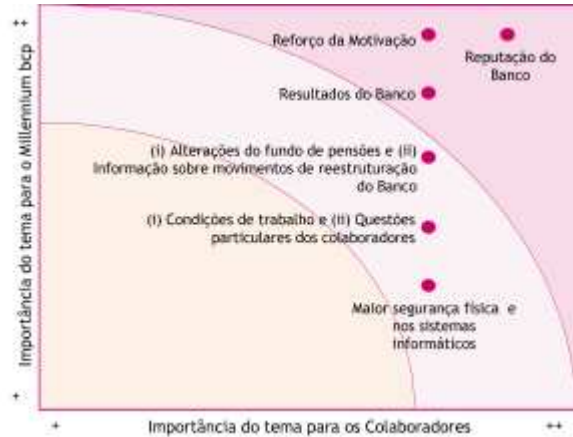 ++
Reforço da Motivação
Reputação do
Banco
Resultados do Banco
(i) Alterações do fundo de pensões e (ii)
Informação sobre movimentos de reestruturação
do Banco
(i) Condições de trabalho e (ii) Questões
particulares dos colaboradores
Maior segurança física e
nos sistemas
informáticos
Importância do tema para o Millennium bcp
+
+
Importância do tema para os Colaboradores
++